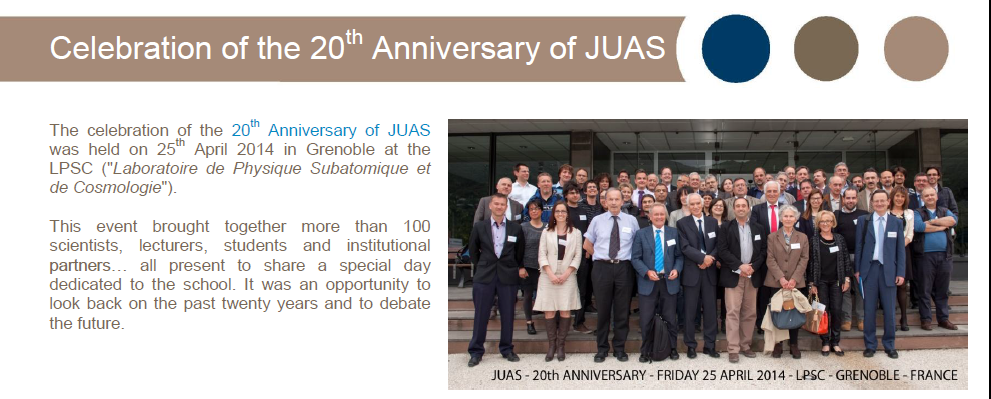 Celebration of the 20th Anniversary of JUAS
The celebration of the 20th Anniversary of JUAS
was held on 25th April 2014 in Grenoble at the
LPSC ("Laboratoire de Physique Subatomique et
de Cosmologie").
This event brought together more than 100
scientists, lecturers, students and institutional
partners… all present to share a special day
dedicated to the school. It was an opportunity to
look back on the past twenty years and to debate
the future.
JUAS - 20th ANNIVERSARY - FRIDAY 25 APRIL 2014 - LPSC - GRENOBLE - FRANCE